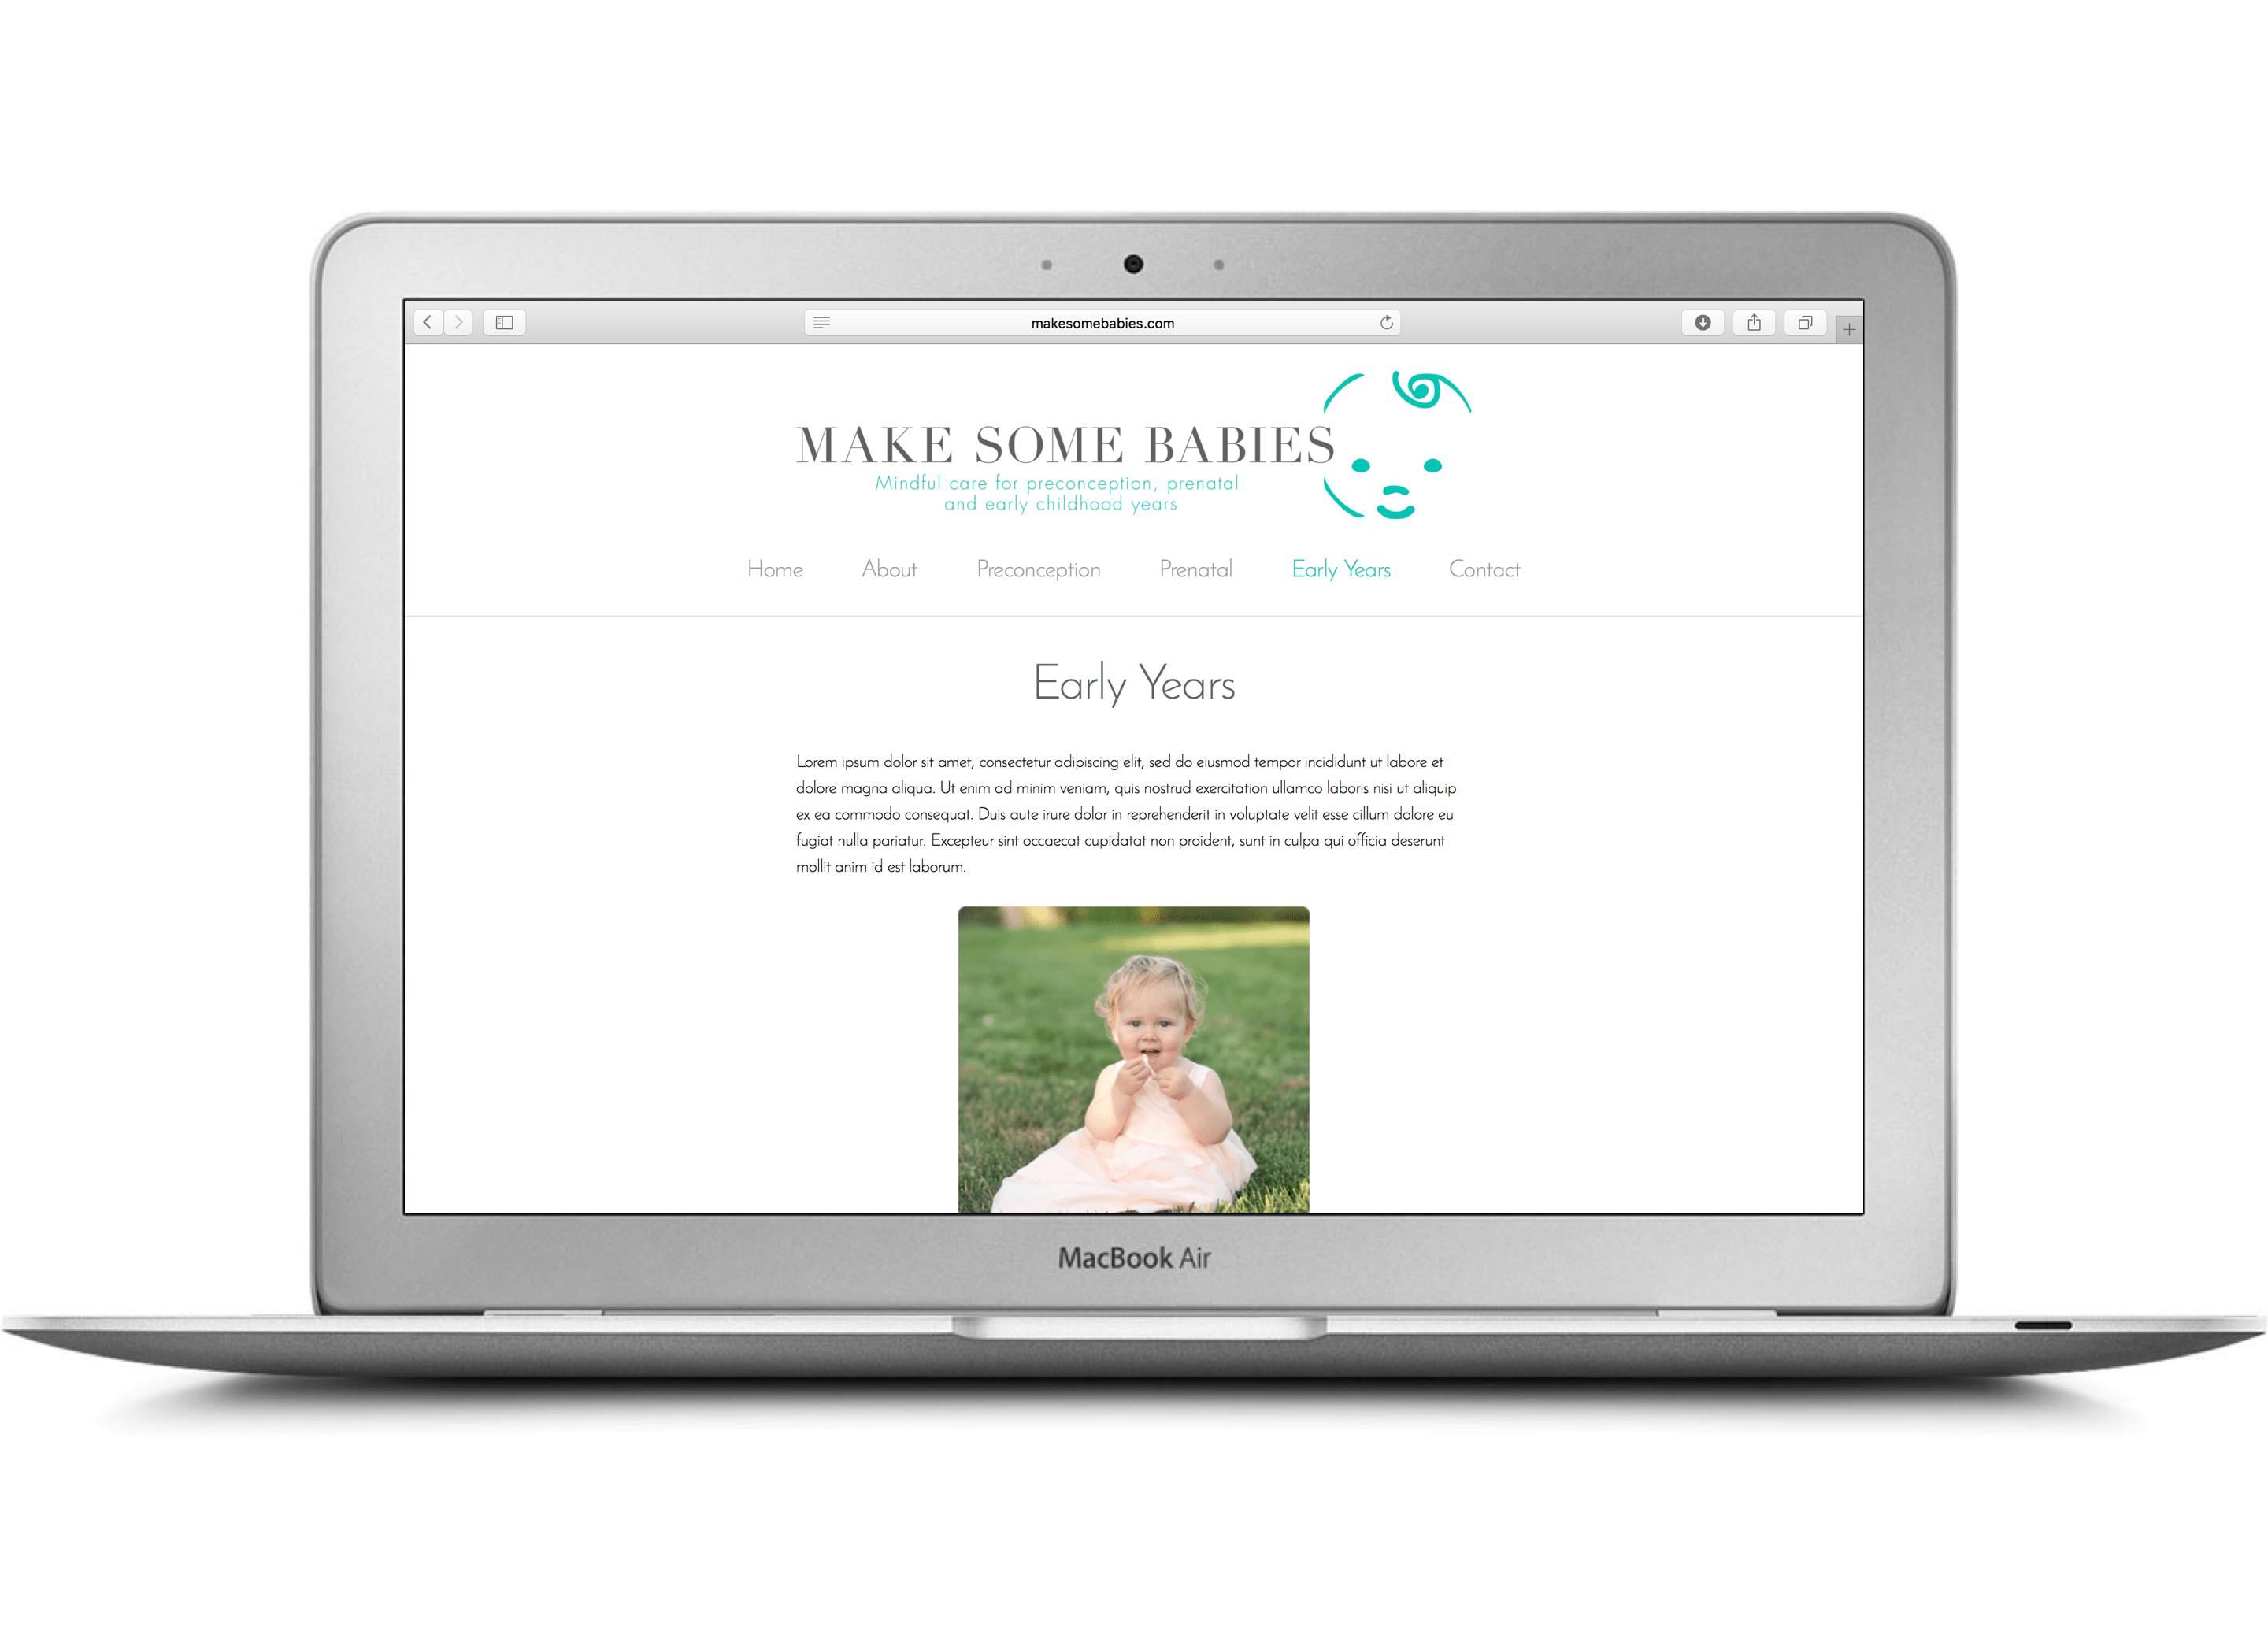 makesomebabies.com
MAKE SOME BABIES
Mindful care for preconception, prenatal
and early childhood years
Home About Preconception Prenatal Early Years Contact
Early Years
Lorem ipsum dolor sit amet, consectetur adipiscing elit, sed do eiusmod tempor incididunt ut labore et
dolore magna aliqua. Ut enim ad minim veniam, quis nostrud exercitation ullamco laboris nisi ut aliquip
ex ea commodo consequat. Duis aute irure dolor in reprehenderit in voluptate velit esse cillum dolore eu
fugiat nulla pariatur. Excepteur sint occaecat cupidatat non proident, sunt in culpa qui officia deserunt
mollit anim id est laborum.
MacBook Air